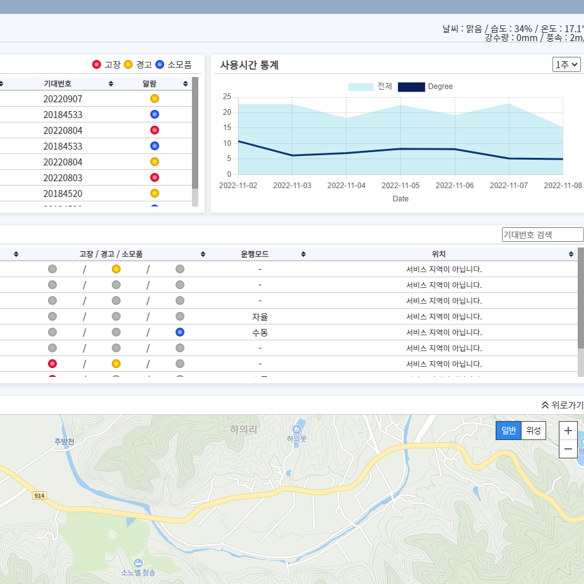 날씨 : 맑음 / 습도 : 34% / 온도 : 17.1°
강수량 : 0mm / 풍속 : 2m/
고장 경고 소모품
기대번호 알람
20220907
20184533
20220804
20184533
20220804
20220803
20184520
사용시간 통계
1주
전체 Degree
25
20
15
10
5
0
2022-11-02 2022-11-03 2022-11-04 2022-11-05 2022-11-06 2022-11-07 2022-11-08
Date
기대번호 검색
고장 / 경고 / 소모품 운행모드 위치
/ / - 서비스 지역이 아닙니다.
/ / - 서비스 지역이 아닙니다.
/ / - 서비스 지역이 아닙니다.
/ / 자율 서비스 지역이 아닙니다.
/ / 수동 서비스 지역이 아닙니다.
/ / - 서비스 지역이 아닙니다.
/ / - 서비스 지역이 아닙니다.
위로가기
일반 위성
+
−
하의리
하의못
주방천
914
소노벨 청송